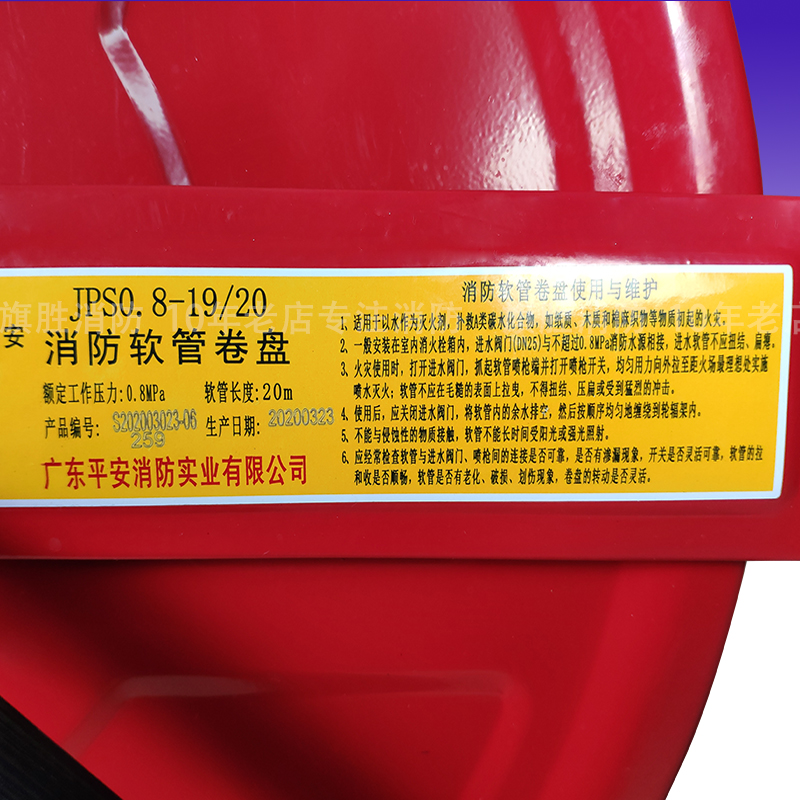 JPS0.8-19/20
安
消防软管卷盘
额定工作压力:0.8MPa 软管长度:20m
产品编号: S202003023-06 生产日期: 20200323
259
广东平安消防实业有限公司
消防软管卷盘使用与维护
1、适用于以水作为灭火剂，扑救A类碳水化合物，如纸质、木质和棉麻织物等物质初起的火灾。
2、一般安装在室内消火栓箱内，进水阀门(DN25)与不超过0.8MPa消防水源相接，进水软管不应扭结、扁瘪。
3、火灾使用时，打开进水阀门，抓起软管喷枪端并打开喷枪开关，均匀用力向外拉至距火场最理想处实施
喷水灭火；软管不应在毛糙的表面上拉曳，不得扭结、压扁或受到猛烈的冲击。
4、使用后，应关闭进水阀门，将软管内的余水排空，然后按顺序均匀地缠绕到轮辐架内。
5、不能与侵蚀性的物质接触，软管不能长时间受阳光或强光照射。
6、应经常检查软管与进水阀门、喷枪间的连接是否可靠，是否有渗漏现象，开关是否灵活可靠，软管的拉
和收是否顺畅，软管是否有老化、破损、划伤现象，卷盘的转动是否灵活。
旗胜消防 16年老店专注消防